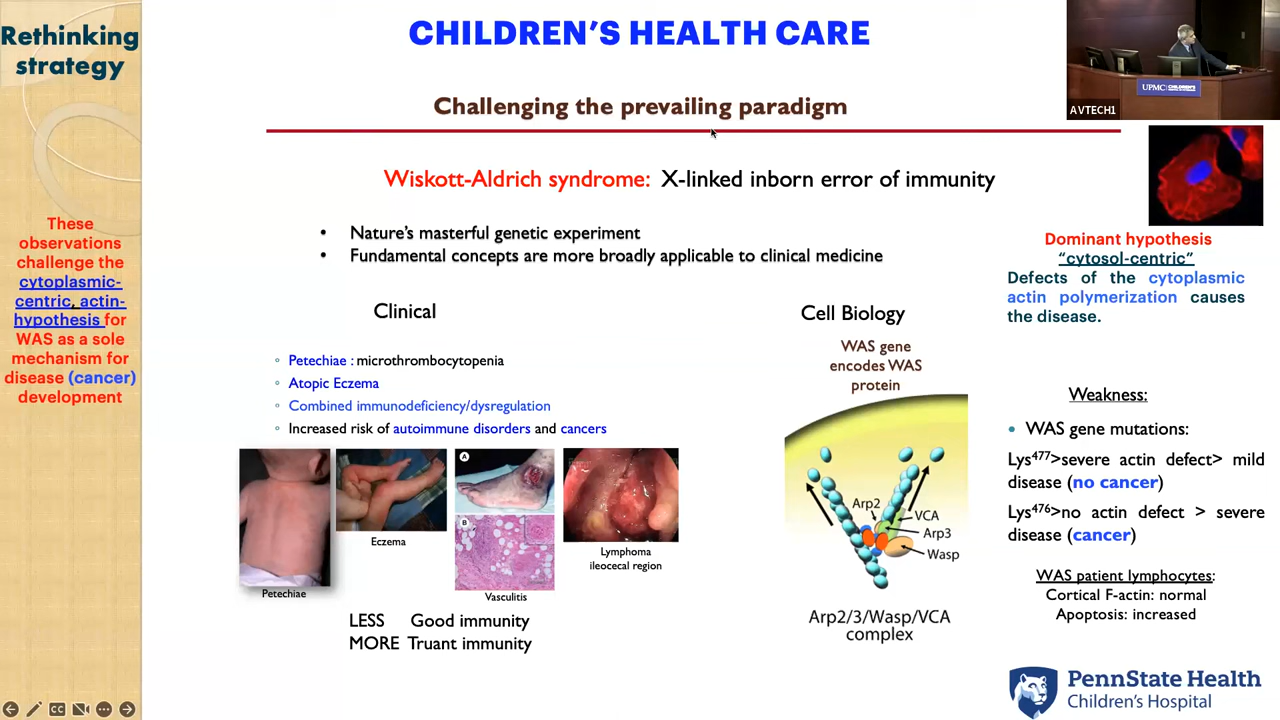 Rethinking
strategy
These
observations
challenge the
cytoplasmic-
centric, actin-
hypothesis for
WAS as a sole
mechanism for
disease (cancer)
development
CHILDREN'S HEALTH CARE
Challenging the prevailing paradigm
Wiskott-Aldrich syndrome: X-linked inborn error of immunity
• Nature's masterful genetic experiment
• Fundamental concepts are more broadly applicable to clinical medicine
Clinical
◦ Petechiae : microthrombocytopenia
◦ Atopic Eczema
◦ Combined immunodeficiency/dysregulation
◦ Increased risk of autoimmune disorders and cancers
A
B
Petechiae
Eczema
Vasculitis
Lymphoma
ileocecal region
LESS Good immunity
MORE Truant immunity
Cell Biology
WAS gene
encodes WAS
protein
Arp2
VCA
Arp3
Wasp
Arp2/3/Wasp/VCA
complex
UPMC CHILDREN'S
AVTECH1
Dominant hypothesis
"cytosol-centric"
Defects of the cytoplasmic
actin polymerization causes
the disease.
Weakness:
• WAS gene mutations:
Lys477>severe actin defect> mild
disease (no cancer)
Lys476>no actin defect > severe
disease (cancer)
WAS patient lymphocytes:
Cortical F-actin: normal
Apoptosis: increased
PennState Health
Children's Hospital
CC